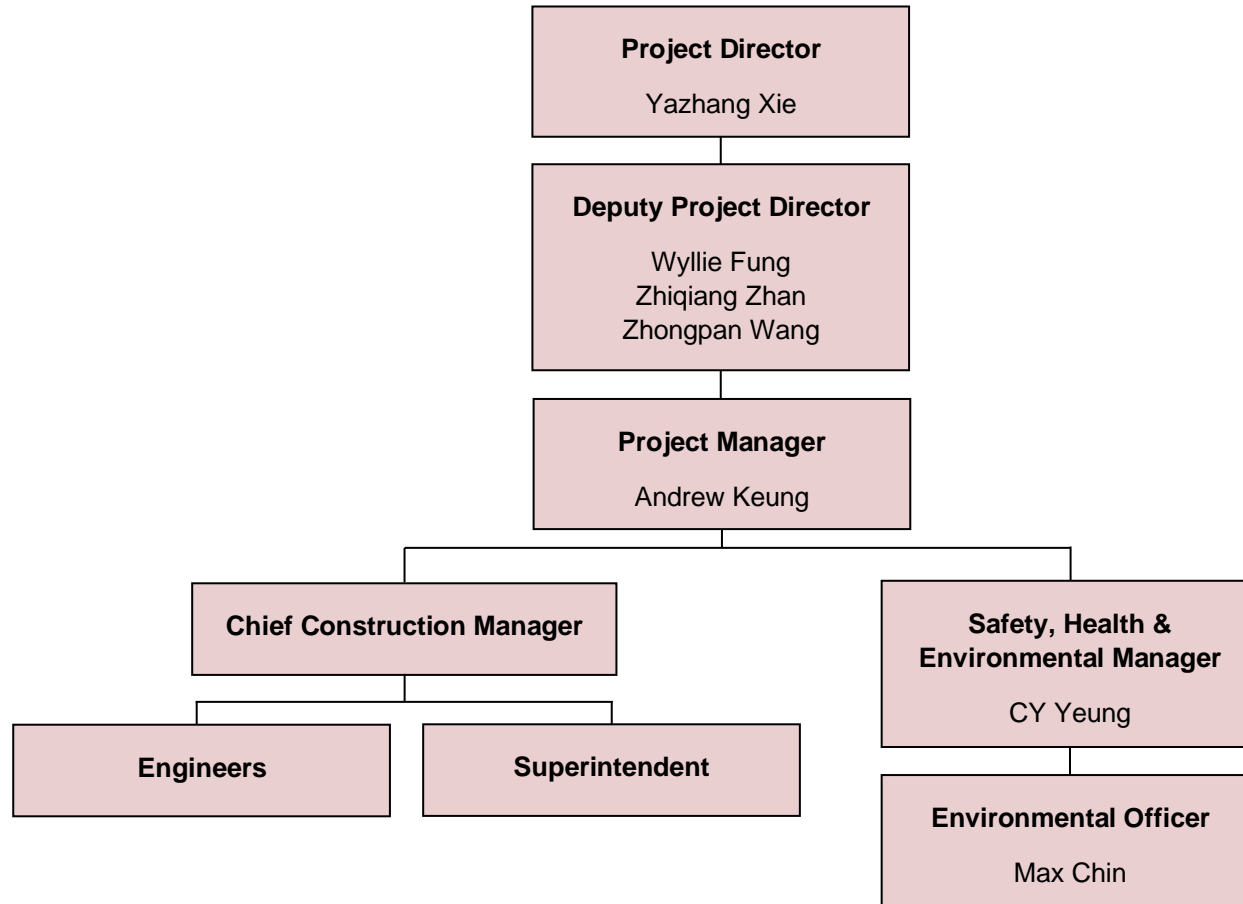 Project Director
Yazhang Xie
Deputy Project Director
Wyllie Fung
Zhiqiang Zhan
Zhongpan Wang
Project Manager
Andrew Keung
Chief Construction Manager
Safety, Health &
Environmental Manager
CY Yeung
Engineers
Superintendent
Environmental Officer
Max Chin